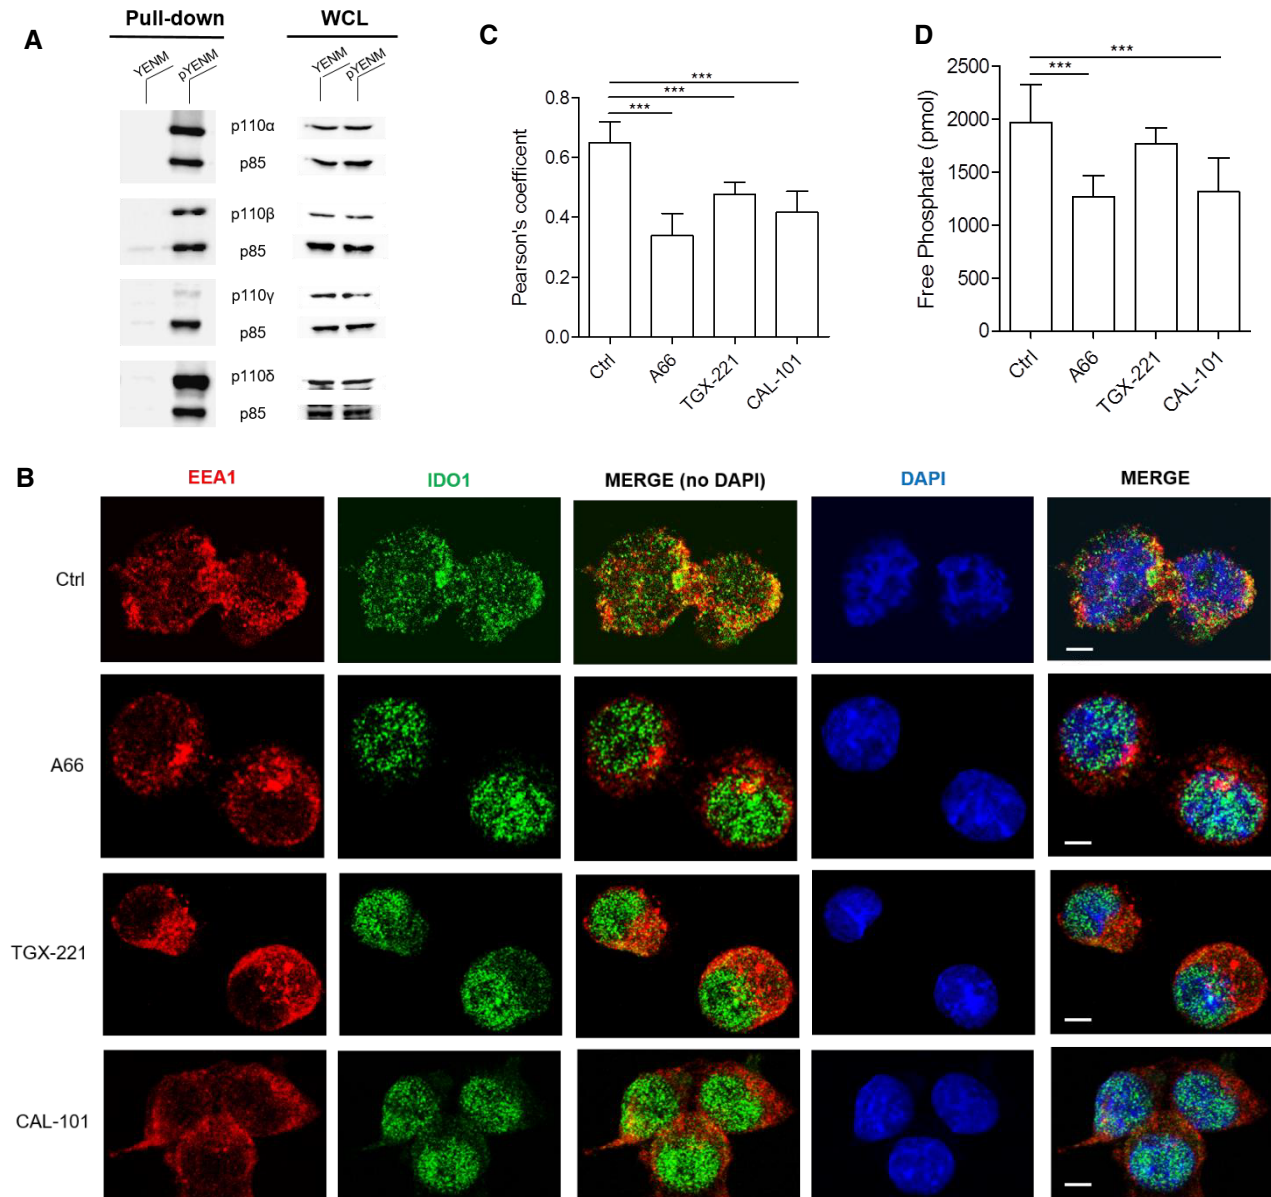 A
Pull-down
WCL
YENM
pYENM
YENM
pYENM
p110α
p85
p110β
p85
p110γ
p85
p110δ
p85
C
***
***
***
Pearson's coefficent
0.8
0.6
0.4
0.2
0.0
Ctrl
A66
TGX-221
CAL-101
D
***
***
Free Phosphate (pmol)
2500
2000
1500
1000
500
0
Ctrl
A66
TGX-221
CAL-101
B
EEA1
IDO1
MERGE (no DAPI)
DAPI
MERGE
Ctrl
A66
TGX-221
CAL-101